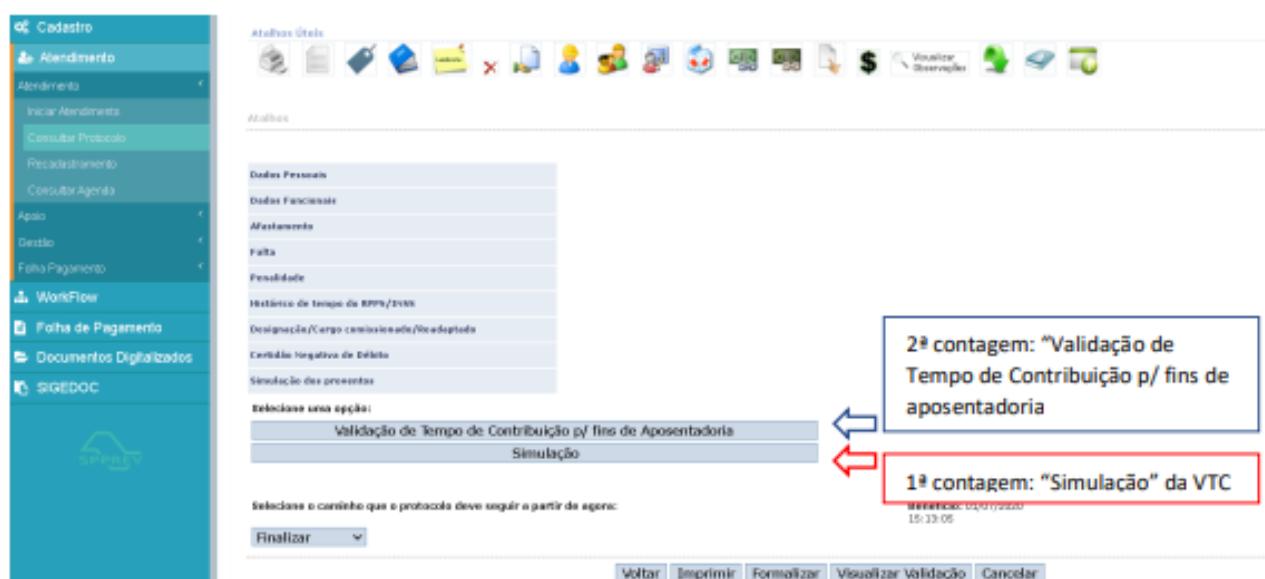 Cadastro
Atendimento
Atendimento
Iniciar Atendimento
Consultar Protocolo
Recadastramento
Consultar Agenda
Apoio
Gestão
Folha Pagamento
WorkFlow
Folha de Pagamento
Documentos Digitalizados
SIGEDOC
SPPREV
Atalhos Úteis
Visualizar
Observações
Atalhos
Dados Pessoais
Dados Funcionais
Afastamento
Falta
Penalidade
Histórico de tempo de RPPS/INSS
Designação/Cargo comissionado/Readaptado
Certidão Negativa de Débito
Simulação dos proventos
Selecione uma opção:
Validação de Tempo de Contribuição p/ fins de Aposentadoria
Simulação
2ª contagem: “Validação de
Tempo de Contribuição p/ fins de
aposentadoria
1ª contagem: “Simulação” da VTC
Selecione o caminho que o protocolo deve seguir a partir de agora:
Benefício:
15:13:05
Finalizar
Voltar Imprimir Formalizar Visualizar Validação Cancelar